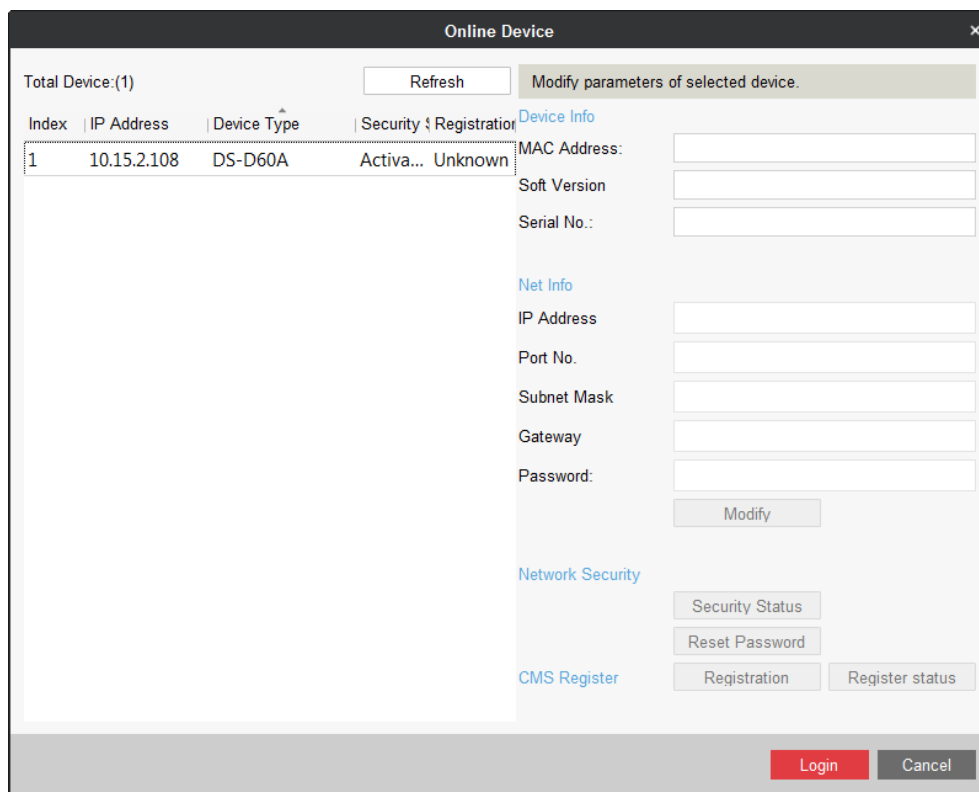 Online Device
Total Device:(1)
Refresh
Index IP Address Device Type Security Registration
1 10.15.2.108 DS-D60A Activa... Unknown
Modify parameters of selected device.
Device Info
MAC Address:
Soft Version
Serial No.:
Net Info
IP Address
Port No.
Subnet Mask
Gateway
Password:
Modify
Network Security
Security Status
Reset Password
CMS Register
Registration
Register status
Login
Cancel